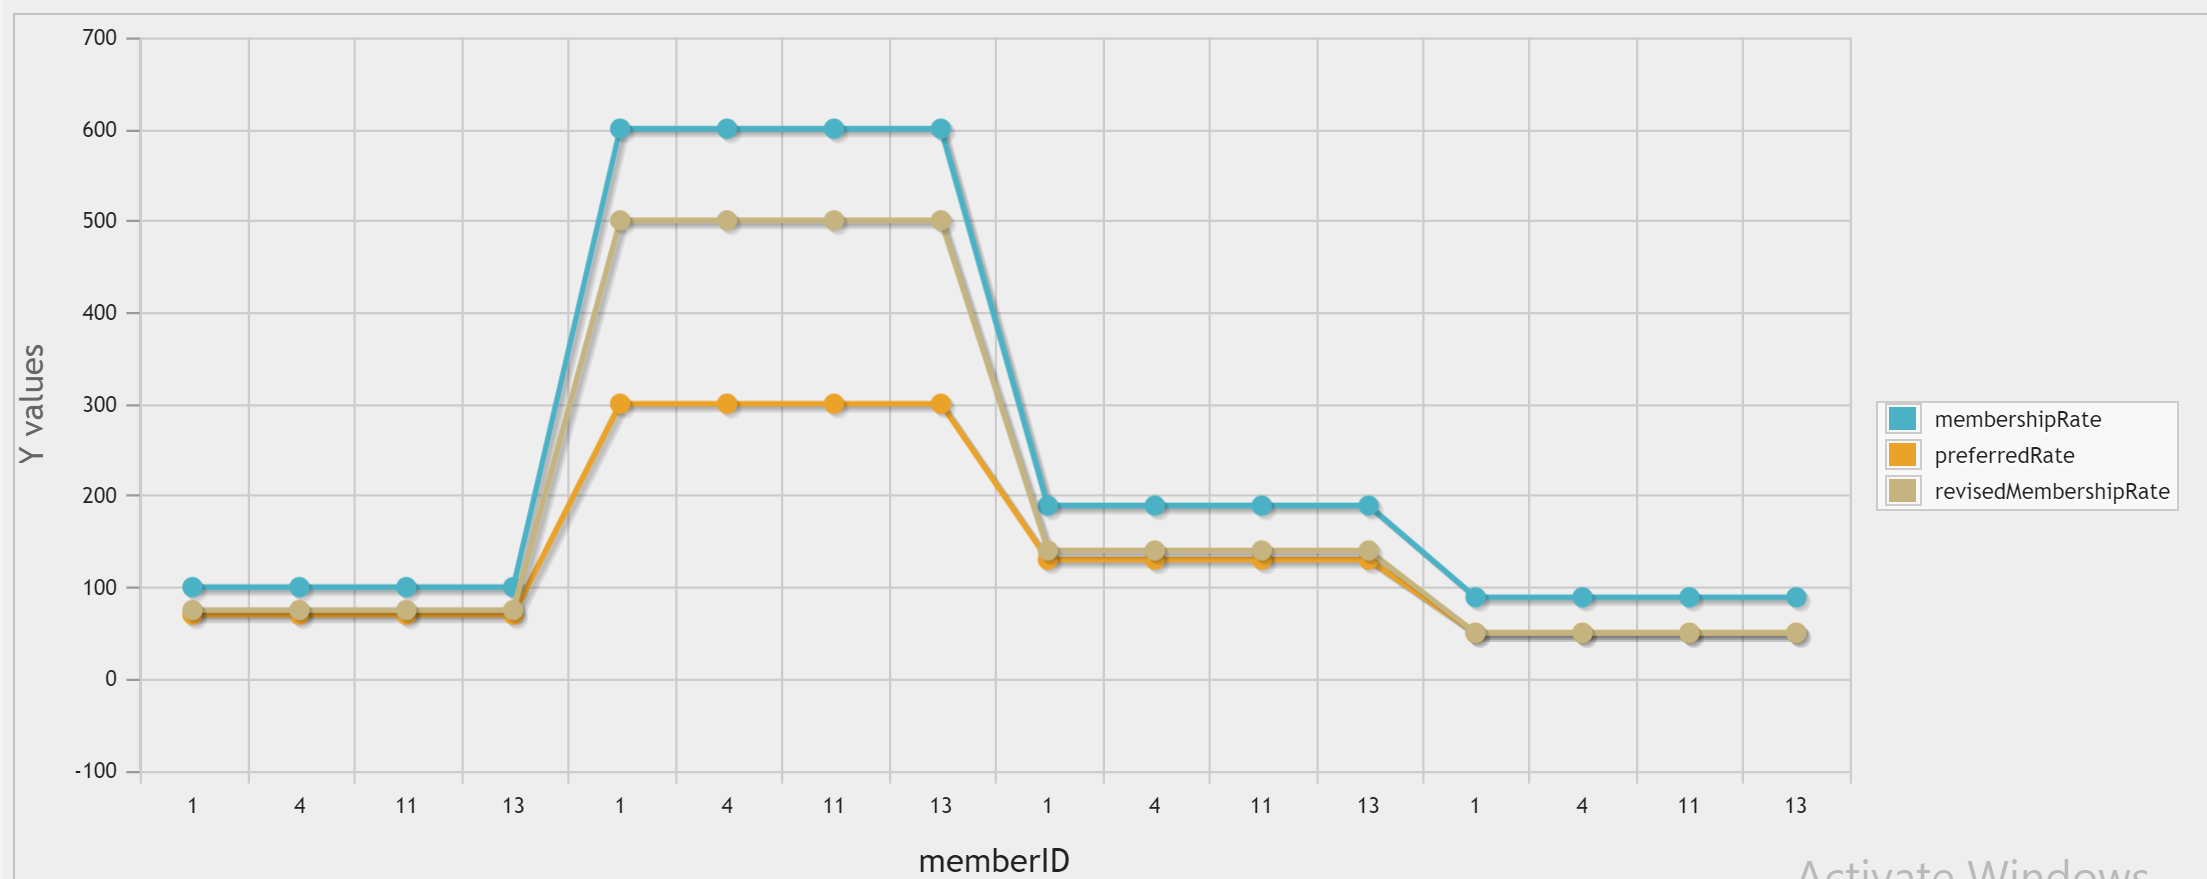 700
600
500
400
300
200
100
0
-100
Y values
1 4 11 13 1 4 11 13 1 4 11 13 1 4 11 13
memberID
membershipRate
preferredRate
revisedMembershipRate
Activate Windows